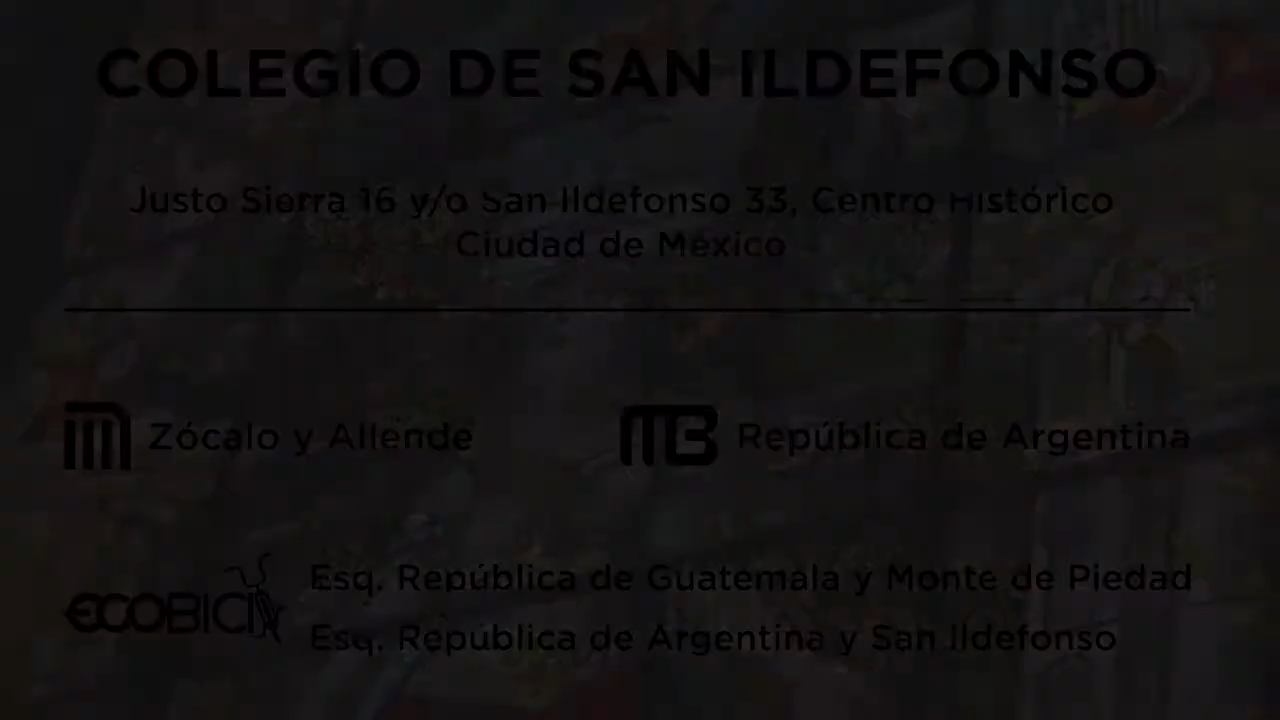 COLEGIO DE SAN ILDEFONSO
Justo Sierra 16 y/o San Ildefonso 33, Centro Histórico
Ciudad de México
Zócalo y Allende
MB República de Argentina
ECOBICI
Esq. República de Guatemala y Monte de Piedad
Esq. República de Argentina y San Ildefonso